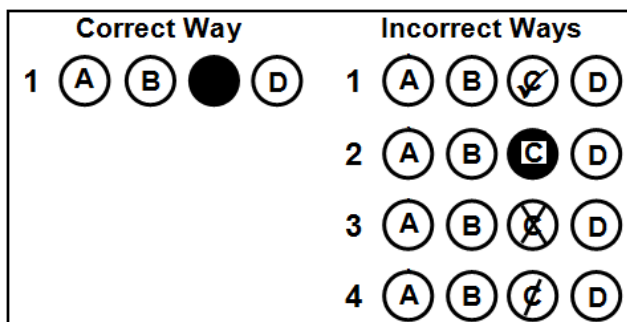 Correct Way Incorrect Ways
1 A B D 1 A B C D
2 A B C D
3 A B C D
4 A B C D